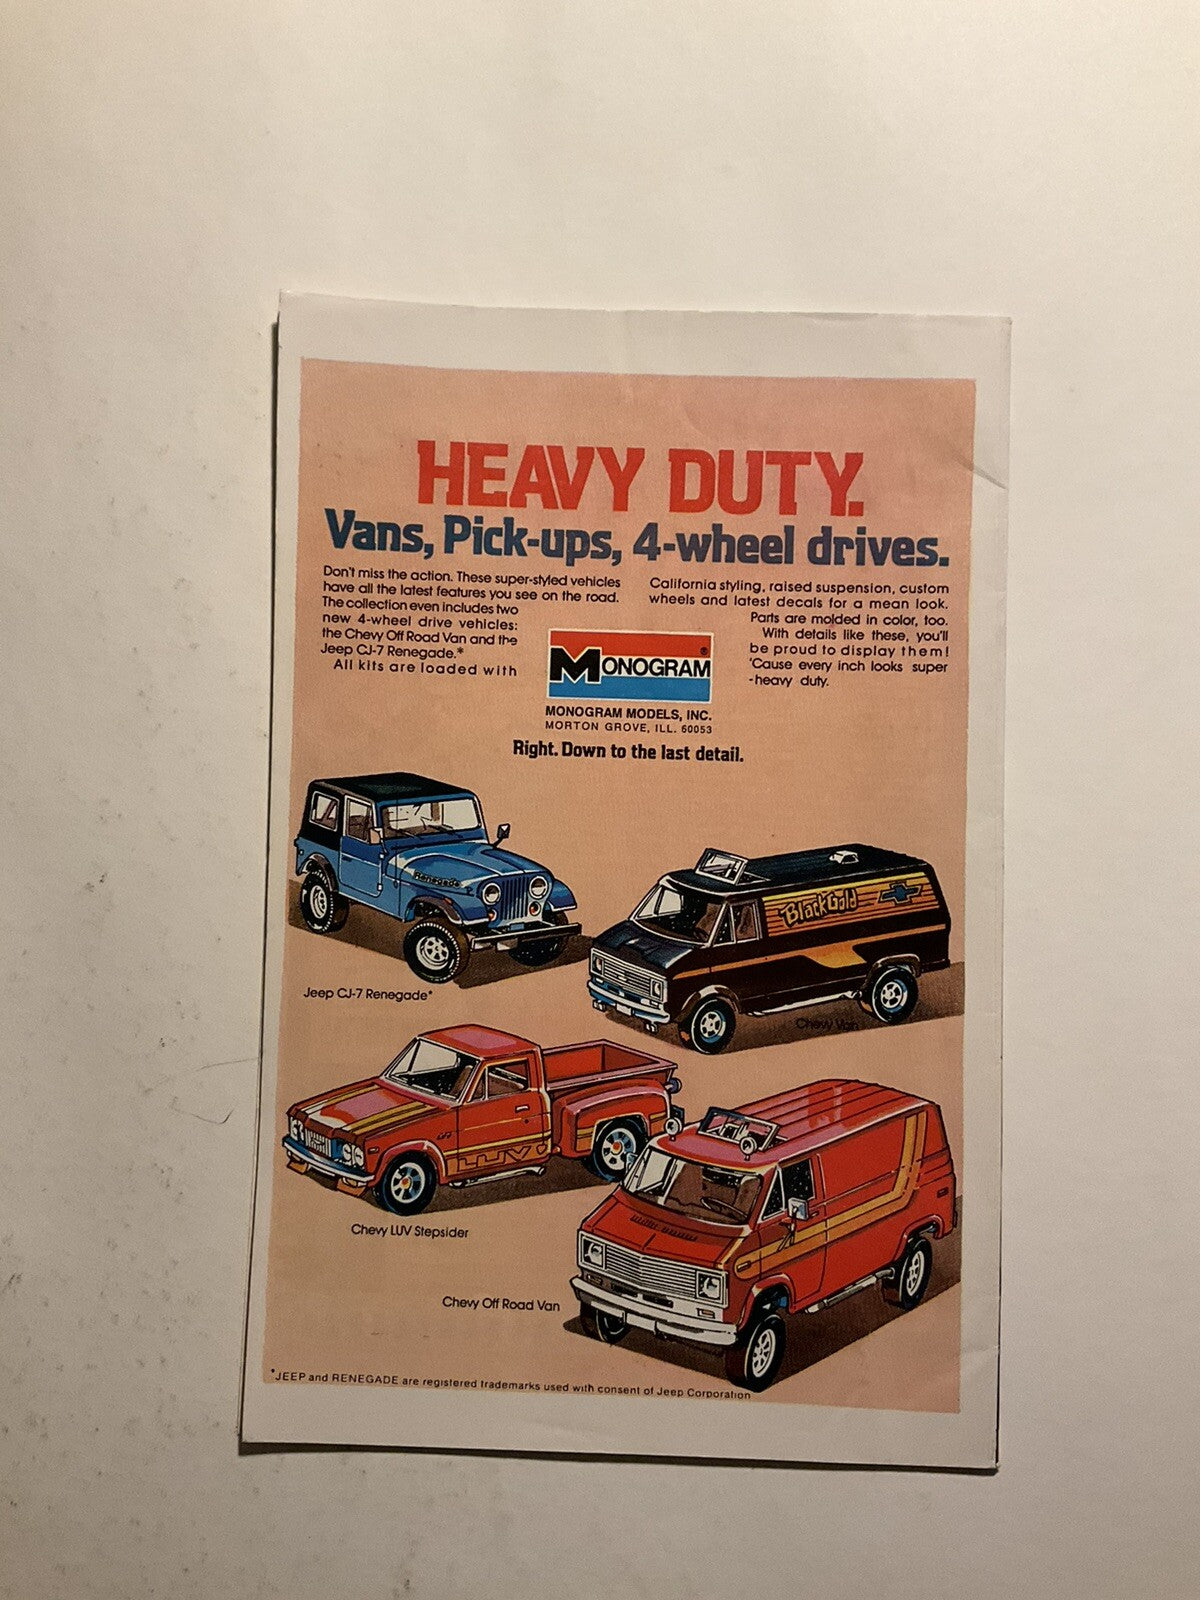 HEAVY DUTY.
Vans, Pick-ups, 4-wheel drives.
Don't miss the action. These super-styled vehicles
have all the latest features you see on the road.
The collection even includes two
new 4-wheel drive vehicles:
the Chevy Off Road Van and the
Jeep CJ-7 Renegade.*
All kits are loaded with
California styling, raised suspension, custom
wheels and latest decals for a mean look.
Parts are molded in color, too.
With details like these, you'll
be proud to display them!
'Cause every inch looks super
-heavy duty.
MONOGRAM®
MONOGRAM MODELS, INC.
MORTON GROVE, ILL. 60053
Right. Down to the last detail.
Renegade
Jeep CJ-7 Renegade*
BlackGold
Chevy Van
LUV
Chevy LUV Stepsider
Chevy Off Road Van
*JEEP and RENEGADE are registered trademarks used with consent of Jeep Corporation